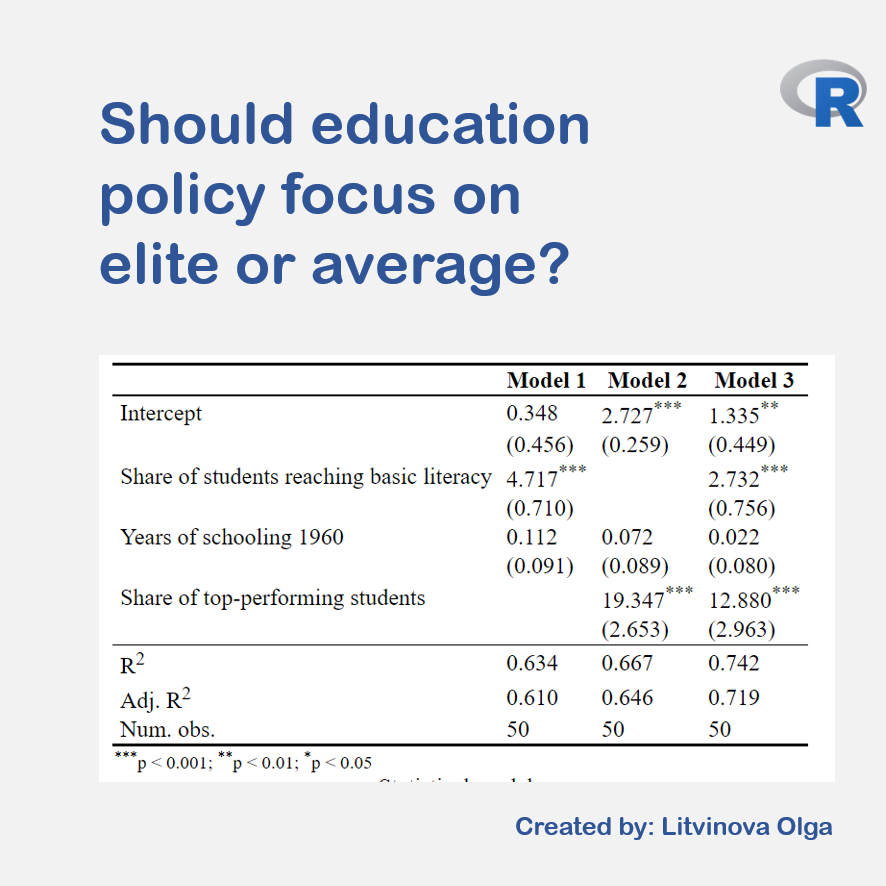 R
Should education
policy focus on
elite or average?
Model 1 Model 2 Model 3
Intercept 0.348 2.727*** 1.335**
(0.456) (0.259) (0.449)
Share of students reaching basic literacy 4.717*** 2.732***
(0.710) (0.756)
Years of schooling 1960 0.112 0.072 0.022
(0.091) (0.089) (0.080)
Share of top-performing students 19.347*** 12.880***
(2.653) (2.963)
R² 0.634 0.667 0.742
Adj. R² 0.610 0.646 0.719
Num. obs. 50 50 50
***p < 0.001; **p < 0.01; *p < 0.05
Created by: Litvinova Olga